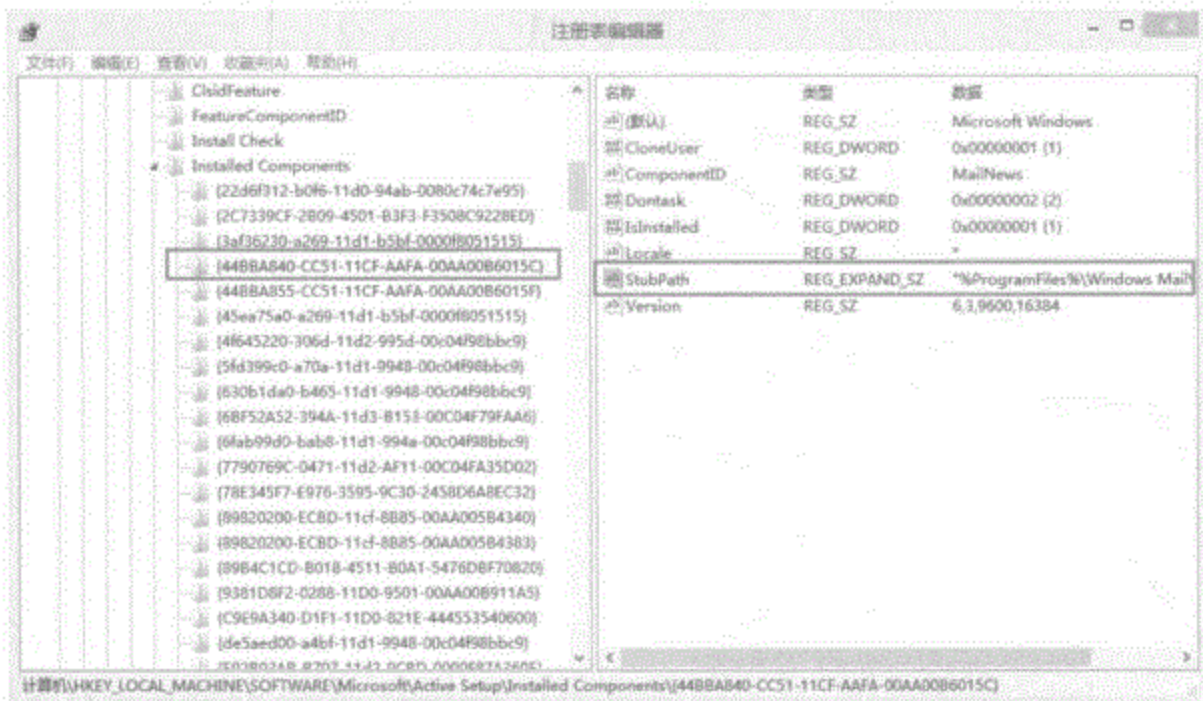 注册表编辑器
文件(F) 编辑(E) 查看(V) 收藏夹(A) 帮助(H)
ClsidFeature
FeatureComponentID
Install Check
Installed Components
{22d6f312-b0f6-11d0-94ab-0080c74c7e95}
{2C7339CF-2B09-4501-B3F3-F3508C9228ED}
{3af36230-a269-11d1-b5bf-0000f8051515}
{44BBA840-CC51-11CF-AAFA-00AA00B6015C}
{44BBA855-CC51-11CF-AAFA-00AA00B6015F}
{45ea75a0-a269-11d1-b5bf-0000f8051515}
{4f645220-306d-11d2-995d-00c04f98bbc9}
{5fd399c0-a70a-11d1-9948-00c04f98bbc9}
{630b1da0-b465-11d1-9948-00c04f98bbc9}
{6BF52A52-394A-11d3-B153-00C04F79FAA6}
{6fab99d0-bab8-11d1-994a-00c04f98bbc9}
{7790769C-0471-11d2-AF11-00C04FA35D02}
{78E345F7-E976-3595-9C30-2458D6A8EC32}
{89820200-ECBD-11cf-8B85-00AA005B4340}
{89820200-ECBD-11cf-8B85-00AA005B4383}
{89B4C1CD-B018-4511-B0A1-5476DBF70820}
{9381D8F2-0288-11D0-9501-00AA00B911A5}
{C9E9A340-D1F1-11D0-821E-444553540600}
{de5aed00-a4bf-11d1-9948-00c04f98bbc9}
名称 类型 数据
(默认) REG_SZ Microsoft Windows
CloneUser REG_DWORD 0x00000001 (1)
ComponentID REG_SZ MailNews
Dontask REG_DWORD 0x00000002 (2)
IsInstalled REG_DWORD 0x00000001 (1)
Locale REG_SZ *
StubPath REG_EXPAND_SZ "%ProgramFiles%\Windows Mail\
Version REG_SZ 6,3,9600,16384
计算机\HKEY_LOCAL_MACHINE\SOFTWARE\Microsoft\Active Setup\Installed Components\{44BBA840-CC51-11CF-AAFA-00AA00B6015C}